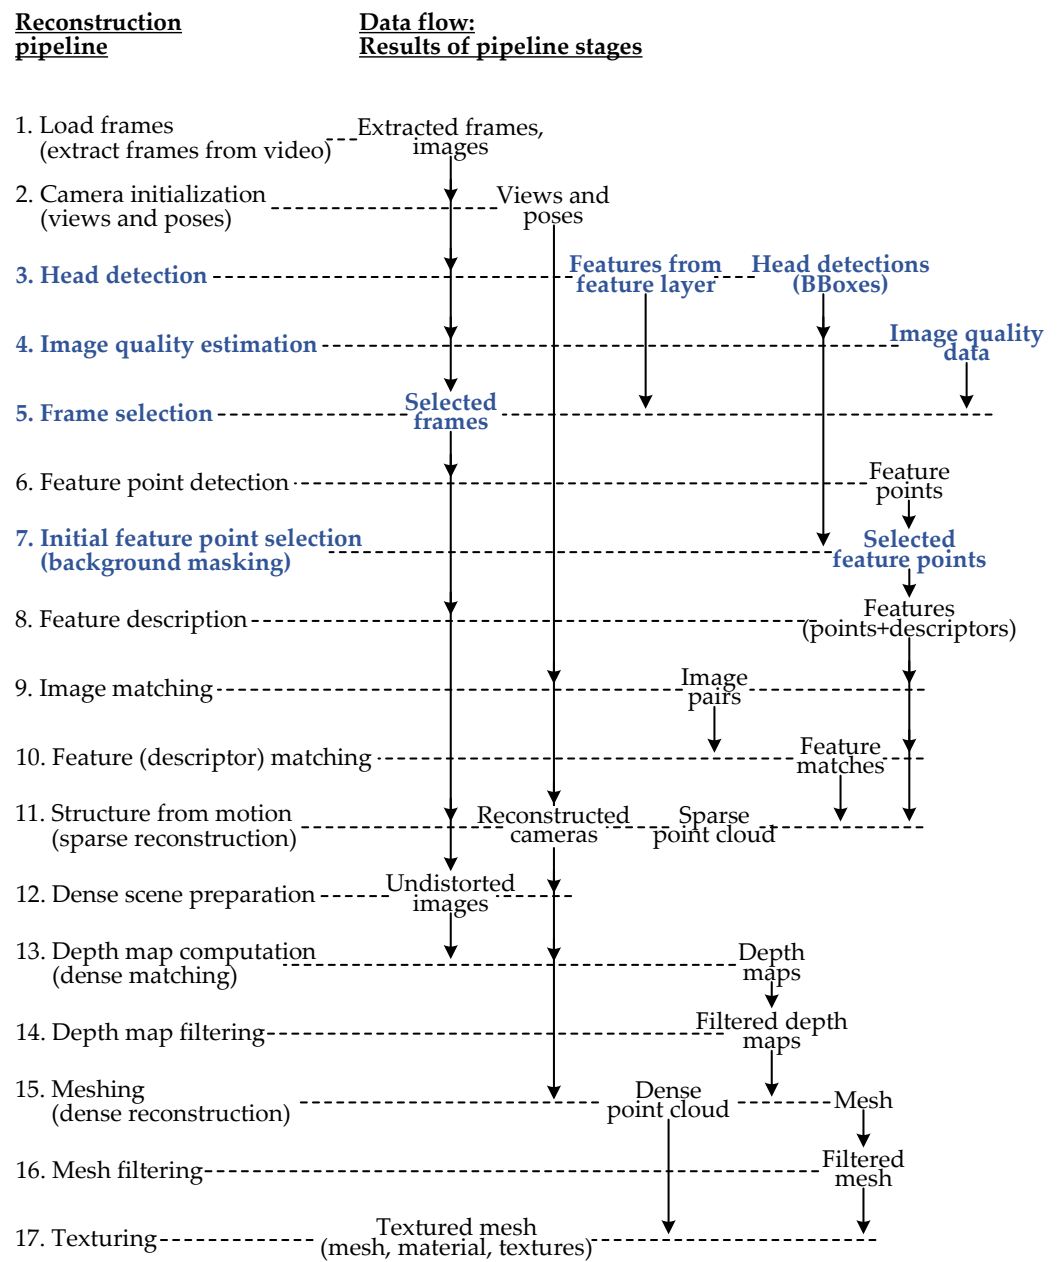 Reconstruction
pipeline
Data flow:
Results of pipeline stages
1. Load frames
(extract frames from video)
Extracted frames,
images
2. Camera initialization
(views and poses)
Views and
poses
3. Head detection
Features from
feature layer
Head detections
(BBoxes)
4. Image quality estimation
Image quality
data
5. Frame selection
Selected
frames
6. Feature point detection
Feature
points
7. Initial feature point selection
(background masking)
Selected
feature points
8. Feature description
Features
(points+descriptors)
9. Image matching
Image
pairs
10. Feature (descriptor) matching
Feature
matches
11. Structure from motion
(sparse reconstruction)
Reconstructed
cameras
Sparse
point cloud
12. Dense scene preparation
Undistorted
images
13. Depth map computation
(dense matching)
Depth
maps
14. Depth map filtering
Filtered depth
maps
15. Meshing
(dense reconstruction)
Dense
point cloud
Mesh
16. Mesh filtering
Filtered
mesh
17. Texturing
Textured mesh
(mesh, material, textures)